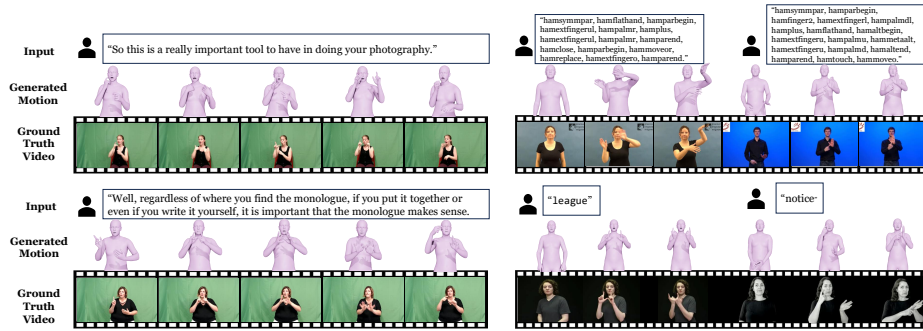 Input
"So this is a really important tool to have in doing your photography."
Generated
Motion
Ground
Truth
Video
"hamsymmpar, hamflathand, hamparbegin,
hamextfingerul, hampalmr, hamplus,
hamextfingerul, hampalmr, hamparend,
hamclose, hamparbegin, hammoveor,
hamreplace, hamextfingero, hamparend."
"hamsymmpar, hamparbegin,
hamfinger2, hamextfingerl, hampalmdl,
hamplus, hamflathand, hamaltbegin,
hamextfingeru, hampalmu, hammetaalt,
hamextfingeru, hampalmd, hamaltend,
hamparend, hamtouch, hammoveo."
Input
"Well, regardless of where you find the monologue, if you put it together or
even if you write it yourself, it is important that the monologue makes sense.
Generated
Motion
Ground
Truth
Video
"league"
"notice"